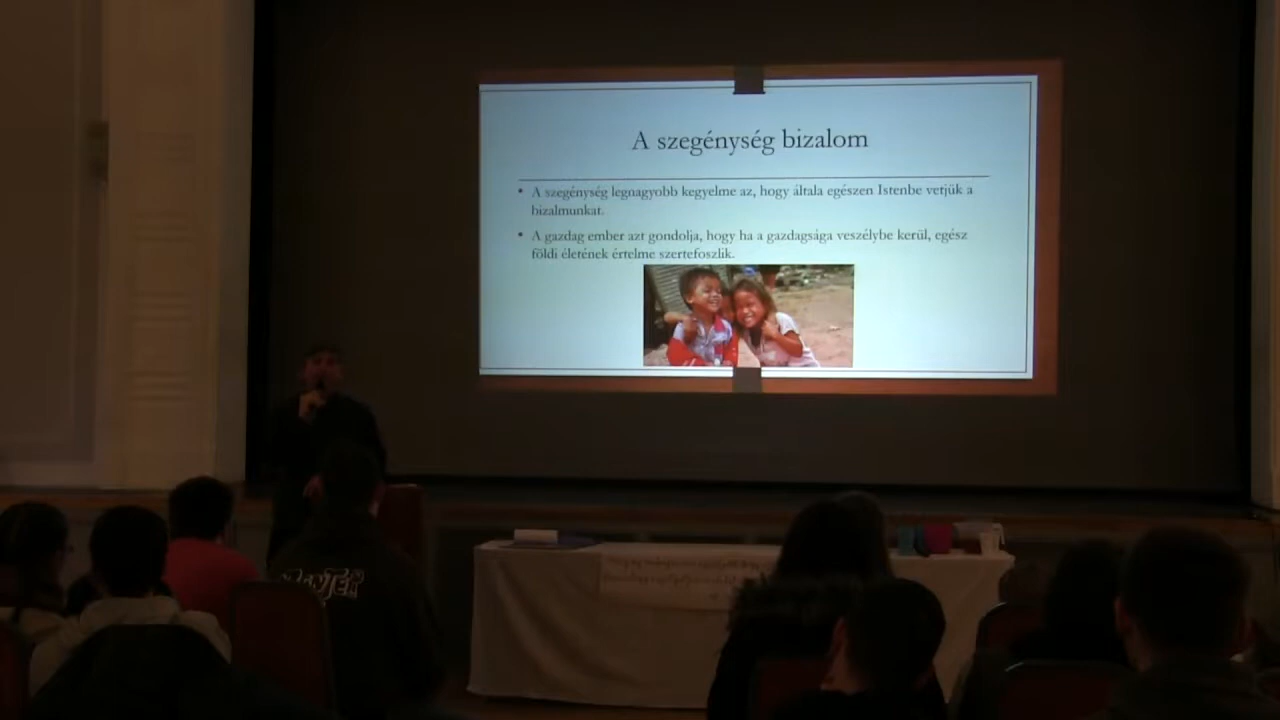 A szegénység bizalom
• A szegénység legnagyobb kegyelme az, hogy általa egészen Istenbe vetjük a
bizalmunkat.
• A gazdag ember azt gondolja, hogy ha a gazdagsága veszélybe kerül, egész
földi életének értelme szertefoszlik.